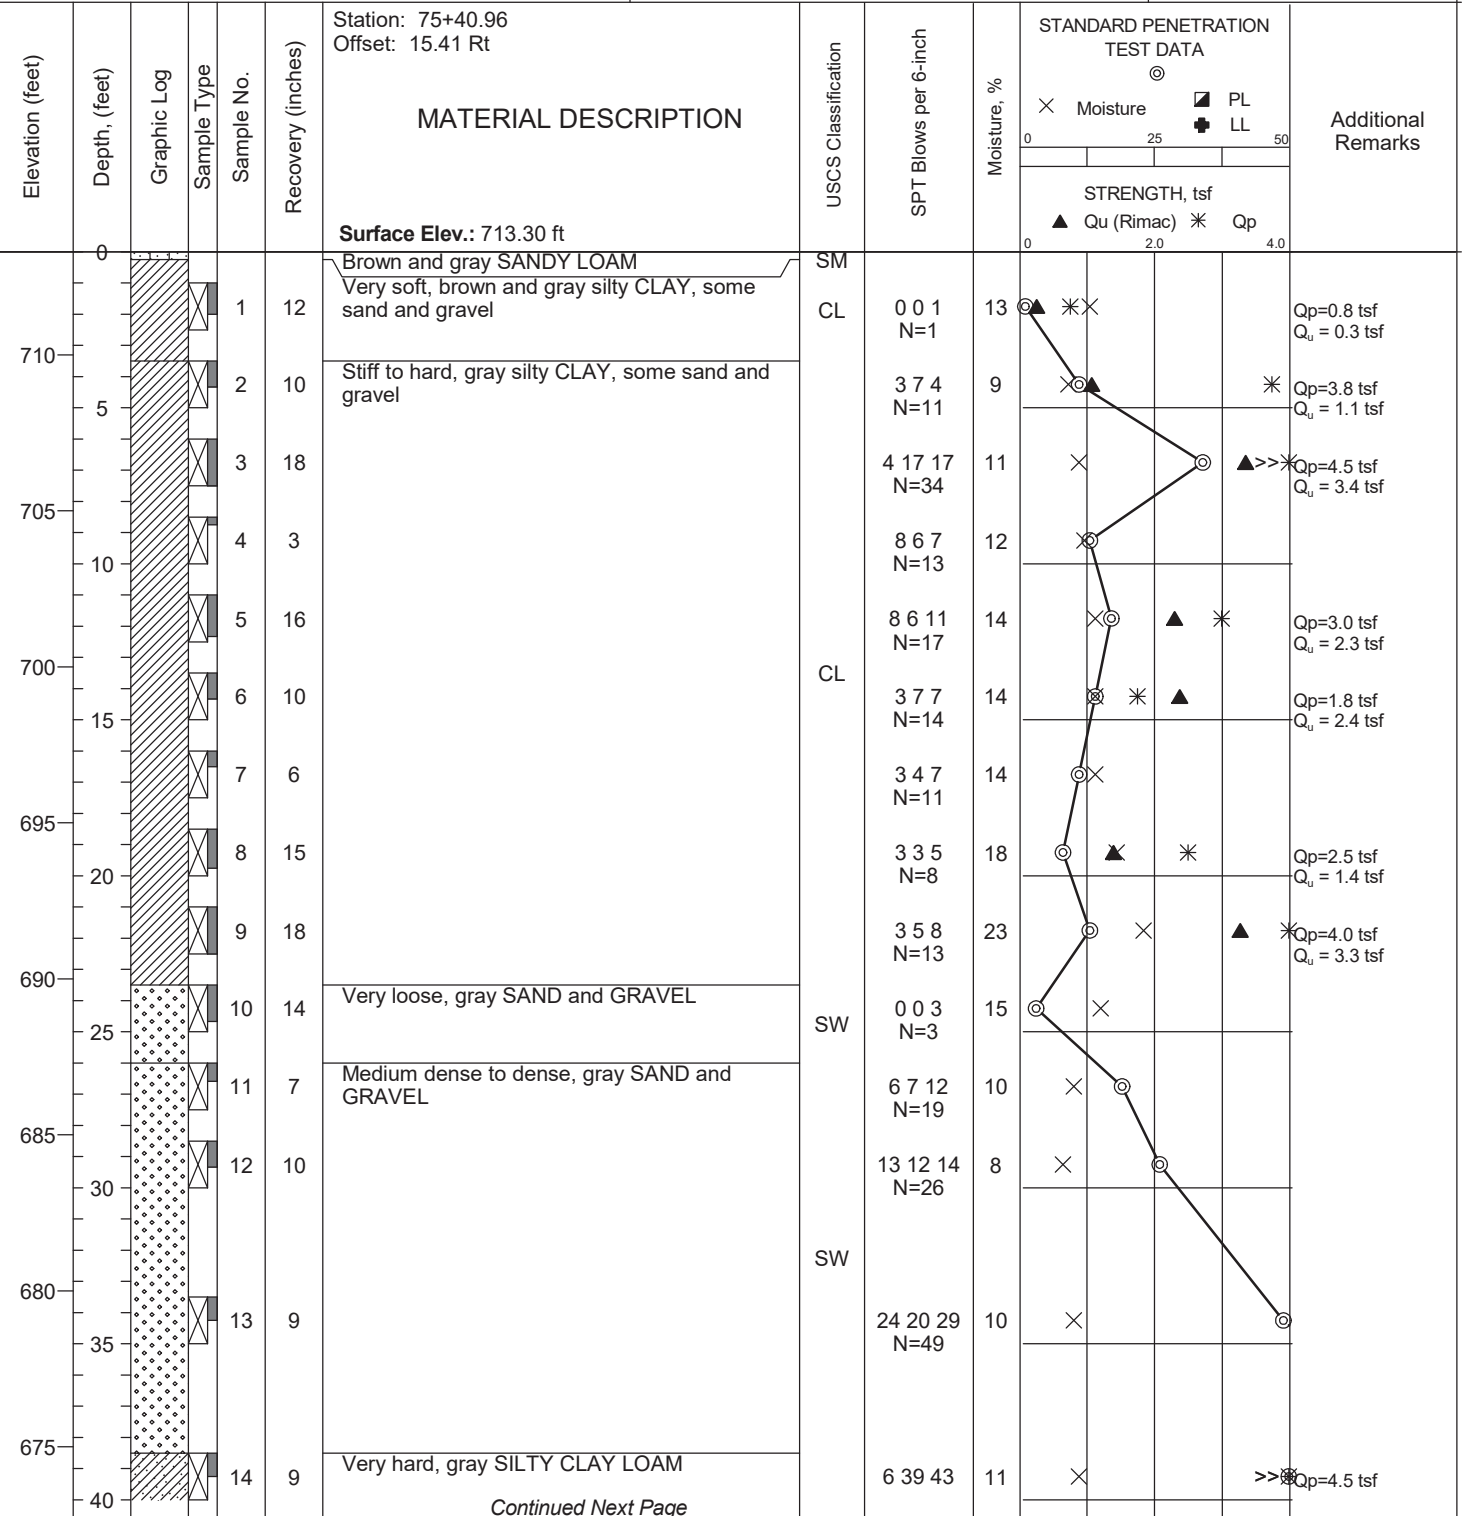 Station: 75+40.96
Offset: 15.41 Rt
Elevation (feet)
Depth, (feet)
Graphic Log
Sample Type
Sample No.
Recovery (inches)
MATERIAL DESCRIPTION
Surface Elev.: 713.30 ft
USCS Classification
SPT Blows per 6-inch
Moisture, %
STANDARD PENETRATION
TEST DATA
Moisture
PL
LL
0 25 50
STRENGTH, tsf
Qu (Rimac) Qp
0 2.0 4.0
Additional
Remarks
0
Brown and gray SANDY LOAM SM
Very soft, brown and gray silty CLAY, some
sand and gravel
1 12 CL 0 0 1 13 Qp=0.8 tsf
N=1 Qu = 0.3 tsf
710
Stiff to hard, gray silty CLAY, some sand and
gravel
2 10 3 7 4 9 Qp=3.8 tsf
5 N=11 Qu = 1.1 tsf
3 18 4 17 17 11 >> Qp=4.5 tsf
N=34 Qu = 3.4 tsf
705
4 3 8 6 7 12
10 N=13
5 16 8 6 11 14 Qp=3.0 tsf
N=17 Qu = 2.3 tsf
700
CL
6 10 3 7 7 14 Qp=1.8 tsf
15 N=14 Qu = 2.4 tsf
7 6 3 4 7 14
N=11
695
8 15 3 3 5 18 Qp=2.5 tsf
20 N=8 Qu = 1.4 tsf
9 18 3 5 8 23 Qp=4.0 tsf
N=13 Qu = 3.3 tsf
690
Very loose, gray SAND and GRAVEL
10 14 0 0 3 15
25 SW N=3
Medium dense to dense, gray SAND and
GRAVEL
11 7 6 7 12 10
N=19
685
12 10 13 12 14 8
30 N=26
SW
680
13 9 24 20 29 10
35 N=49
675
Very hard, gray SILTY CLAY LOAM
14 9 6 39 43 11 >> Qp=4.5 tsf
40
Continued Next Page